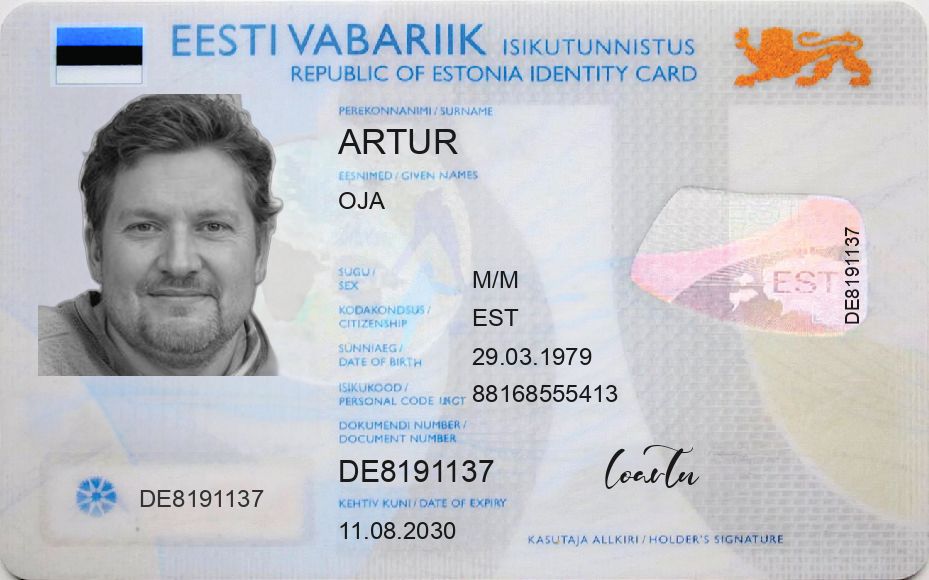 EESTI VABARIIK ISIKUTUNNISTUS
REPUBLIC OF ESTONIA IDENTITY CARD
PEREKONNANIMI / SURNAME
ARTUR
EESNIMED / GIVEN NAMES
OJA
SUGU /
SEX
M/M
KODAKONDSUS /
CITIZENSHIP
EST
SÜNNIAEG /
DATE OF BIRTH
29.03.1979
ISIKUKOOD /
PERSONAL CODE
88168555413
DOKUMENDI NUMBER /
DOCUMENT NUMBER
DE8191137
KEHTIV KUNI / DATE OF EXPIRY
11.08.2030
DE8191137
EST
DE8191137
KASUTAJA ALLKIRI / HOLDER'S SIGNATURE